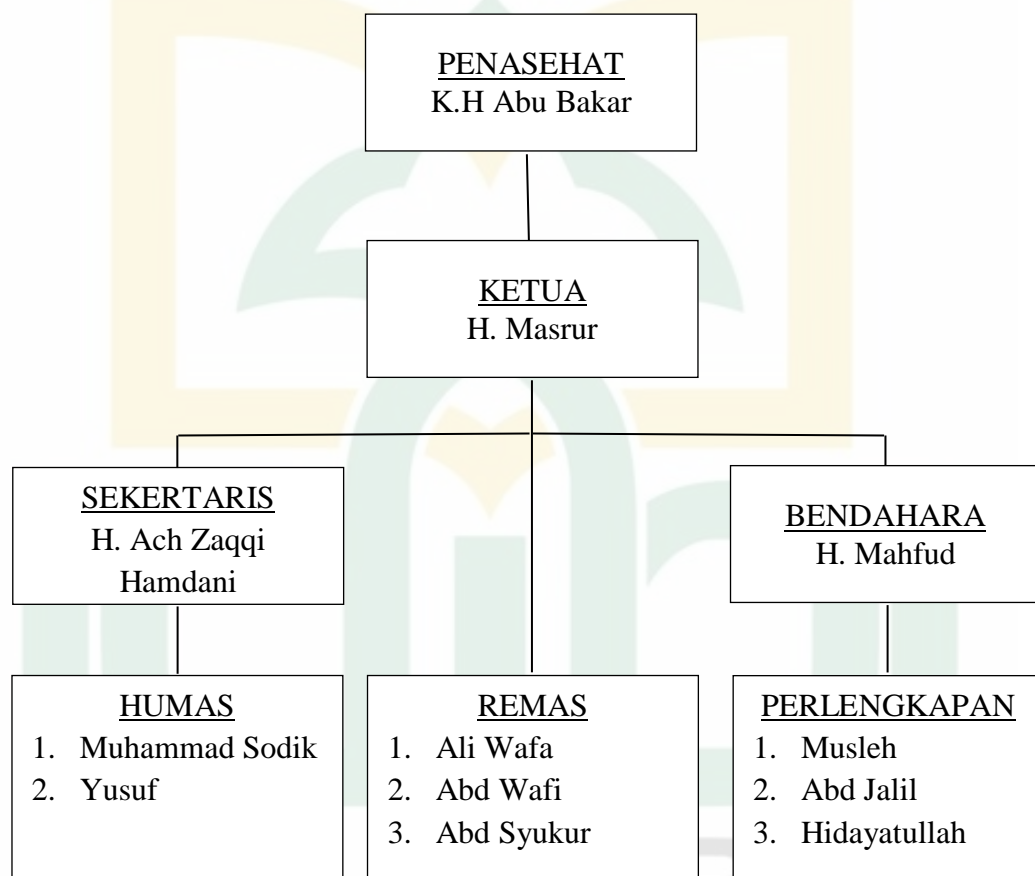 PENASEHAT
K.H Abu Bakar
KETUA
H. Masrur
SEKERTARIS
H. Ach Zaqqi
Hamdani
BENDAHARA
H. Mahfud
HUMAS
1. Muhammad Sodik
2. Yusuf
REMAS
1. Ali Wafa
2. Abd Wafi
3. Abd Syukur
PERLENGKAPAN
1. Musleh
2. Abd Jalil
3. Hidayatullah